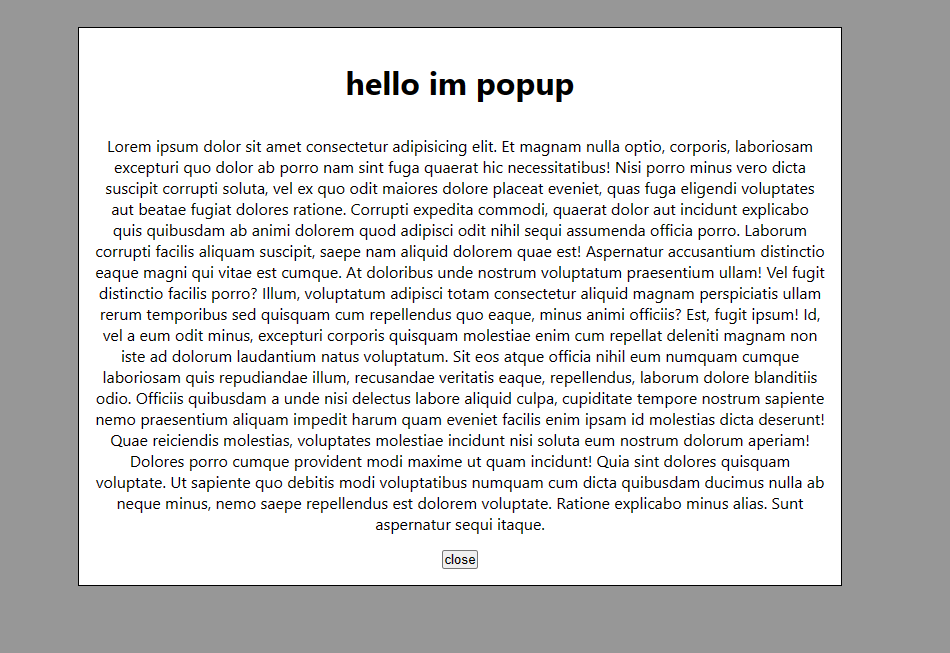 hello im popup
Lorem ipsum dolor sit amet consectetur adipisicing elit. Et magnam nulla optio, corporis, laboriosam
excepturi quo dolor ab porro nam sint fuga quaerat hic necessitatibus! Nisi porro minus vero dicta
suscipit corrupti soluta, vel ex quo odit maiores dolore placeat eveniet, quas fuga eligendi voluptates
aut beatae fugiat dolores ratione. Corrupti expedita commodi, quaerat dolor aut incidunt explicabo
quis quibusdam ab animi dolorem quod adipisci odit nihil sequi assumenda officia porro. Laborum
corrupti facilis aliquam suscipit, saepe nam aliquid dolorem quae est! Aspernatur accusantium distinctio
eaque magni qui vitae est cumque. At doloribus unde nostrum voluptatum praesentium ullam! Vel fugit
distinctio facilis porro? Illum, voluptatum adipisci totam consectetur aliquid magnam perspiciatis ullam
rerum temporibus sed quisquam cum repellendus quo eaque, minus animi officiis? Est, fugit ipsum! Id,
vel a eum odit minus, excepturi corporis quisquam molestiae enim cum repellat deleniti magnam non
iste ad dolorum laudantium natus voluptatum. Sit eos atque officia nihil eum numquam cumque
laboriosam quis repudiandae illum, recusandae veritatis eaque, repellendus, laborum dolore blanditiis
odio. Officiis quibusdam a unde nisi delectus labore aliquid culpa, cupiditate tempore nostrum sapiente
nemo praesentium aliquam impedit harum quam eveniet facilis enim ipsam id molestias dicta deserunt!
Quae reiciendis molestias, voluptates molestiae incidunt nisi soluta eum nostrum dolorum aperiam!
Dolores porro cumque provident modi maxime ut quam incidunt! Quia sint dolores quisquam
voluptate. Ut sapiente quo debitis modi voluptatibus numquam cum dicta quibusdam ducimus nulla ab
neque minus, nemo saepe repellendus est dolorem voluptate. Ratione explicabo minus alias. Sunt
aspernatur sequi itaque.
close